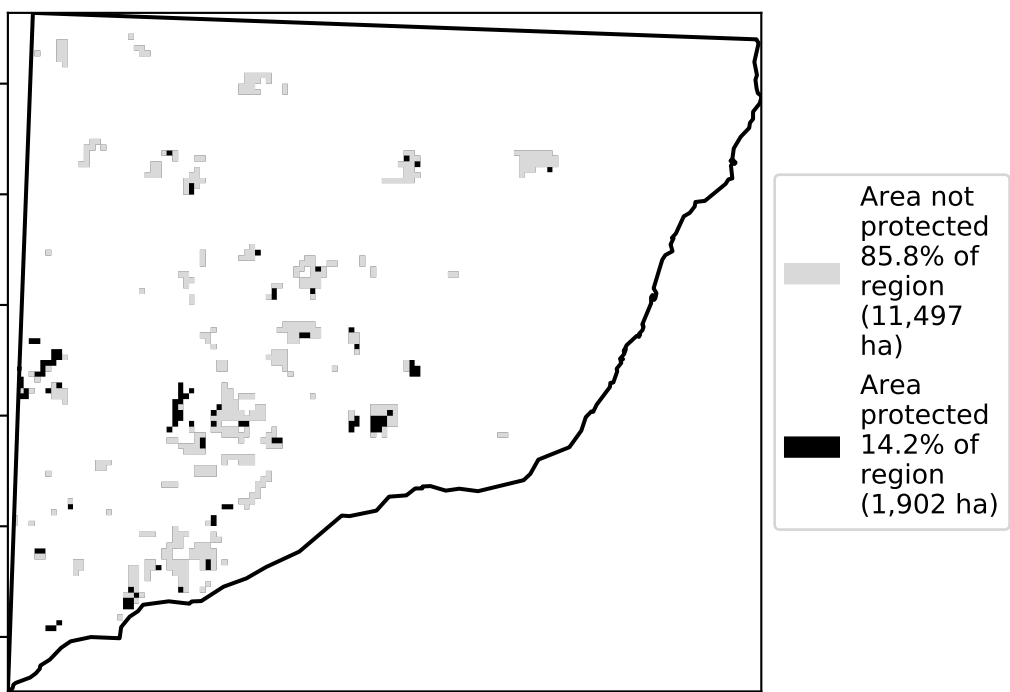 Area not
protected
85.8% of
region
(11,497
ha)
Area
protected
14.2% of
region
(1,902 ha)